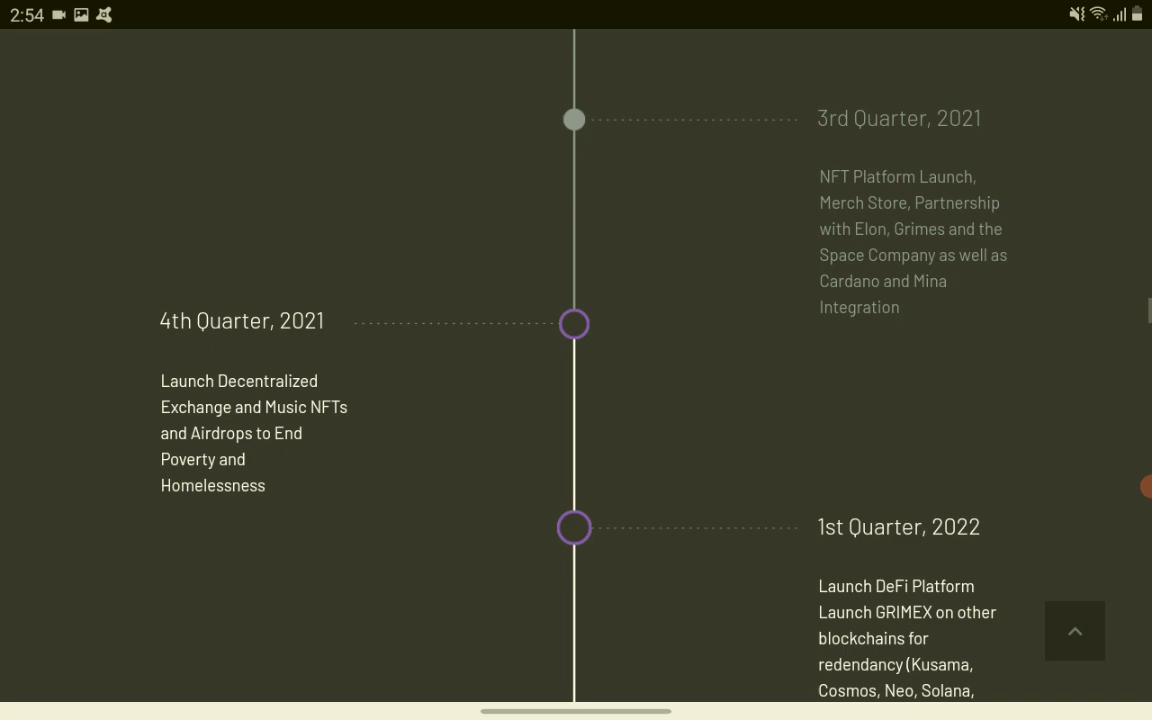 2:54
3rd Quarter, 2021
NFT Platform Launch,
Merch Store, Partnership
with Elon, Grimes and the
Space Company as well as
Cardano and Mina
Integration
4th Quarter, 2021
Launch Decentralized
Exchange and Music NFTs
and Airdrops to End
Poverty and
Homelessness
1st Quarter, 2022
Launch DeFi Platform
Launch GRIMEX on other
blockchains for
redendancy (Kusama,
Cosmos, Neo, Solana,